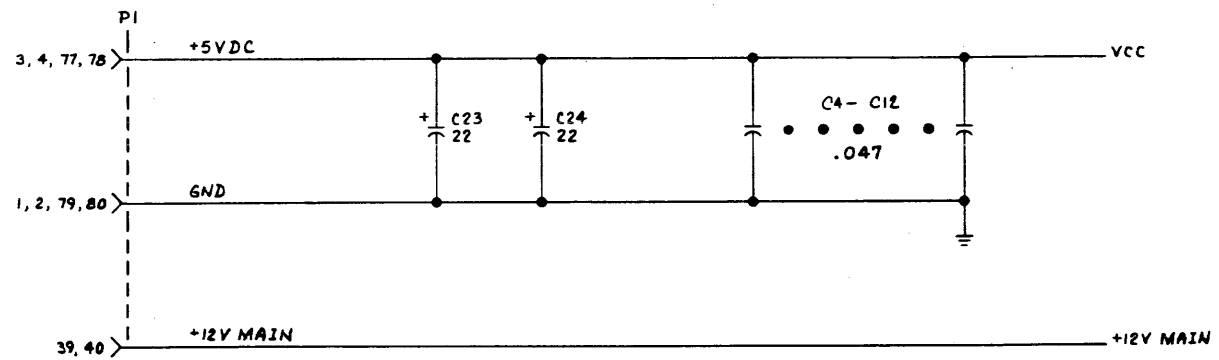 P1
3, 4, 77, 78
+5VDC
VCC
+ C23
22
+ C24
22
C4- C12
.047
1, 2, 79, 80
GND
39, 40
+12V MAIN
+12V MAIN